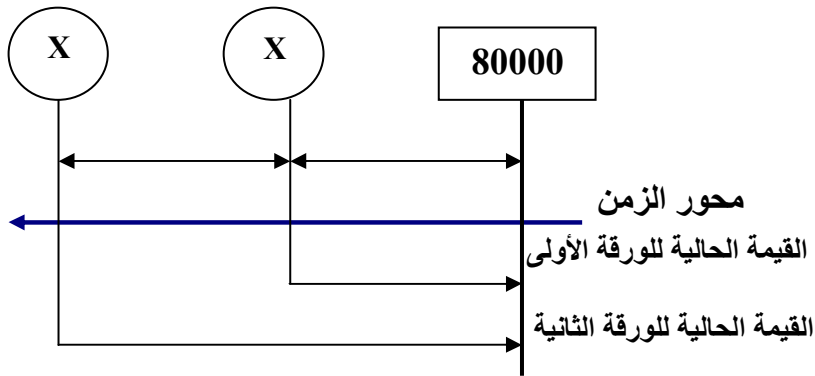 X X 80000
محور الزمن
القيمة الحالية للورقة الأولى
القيمة الحالية للورقة الثانية